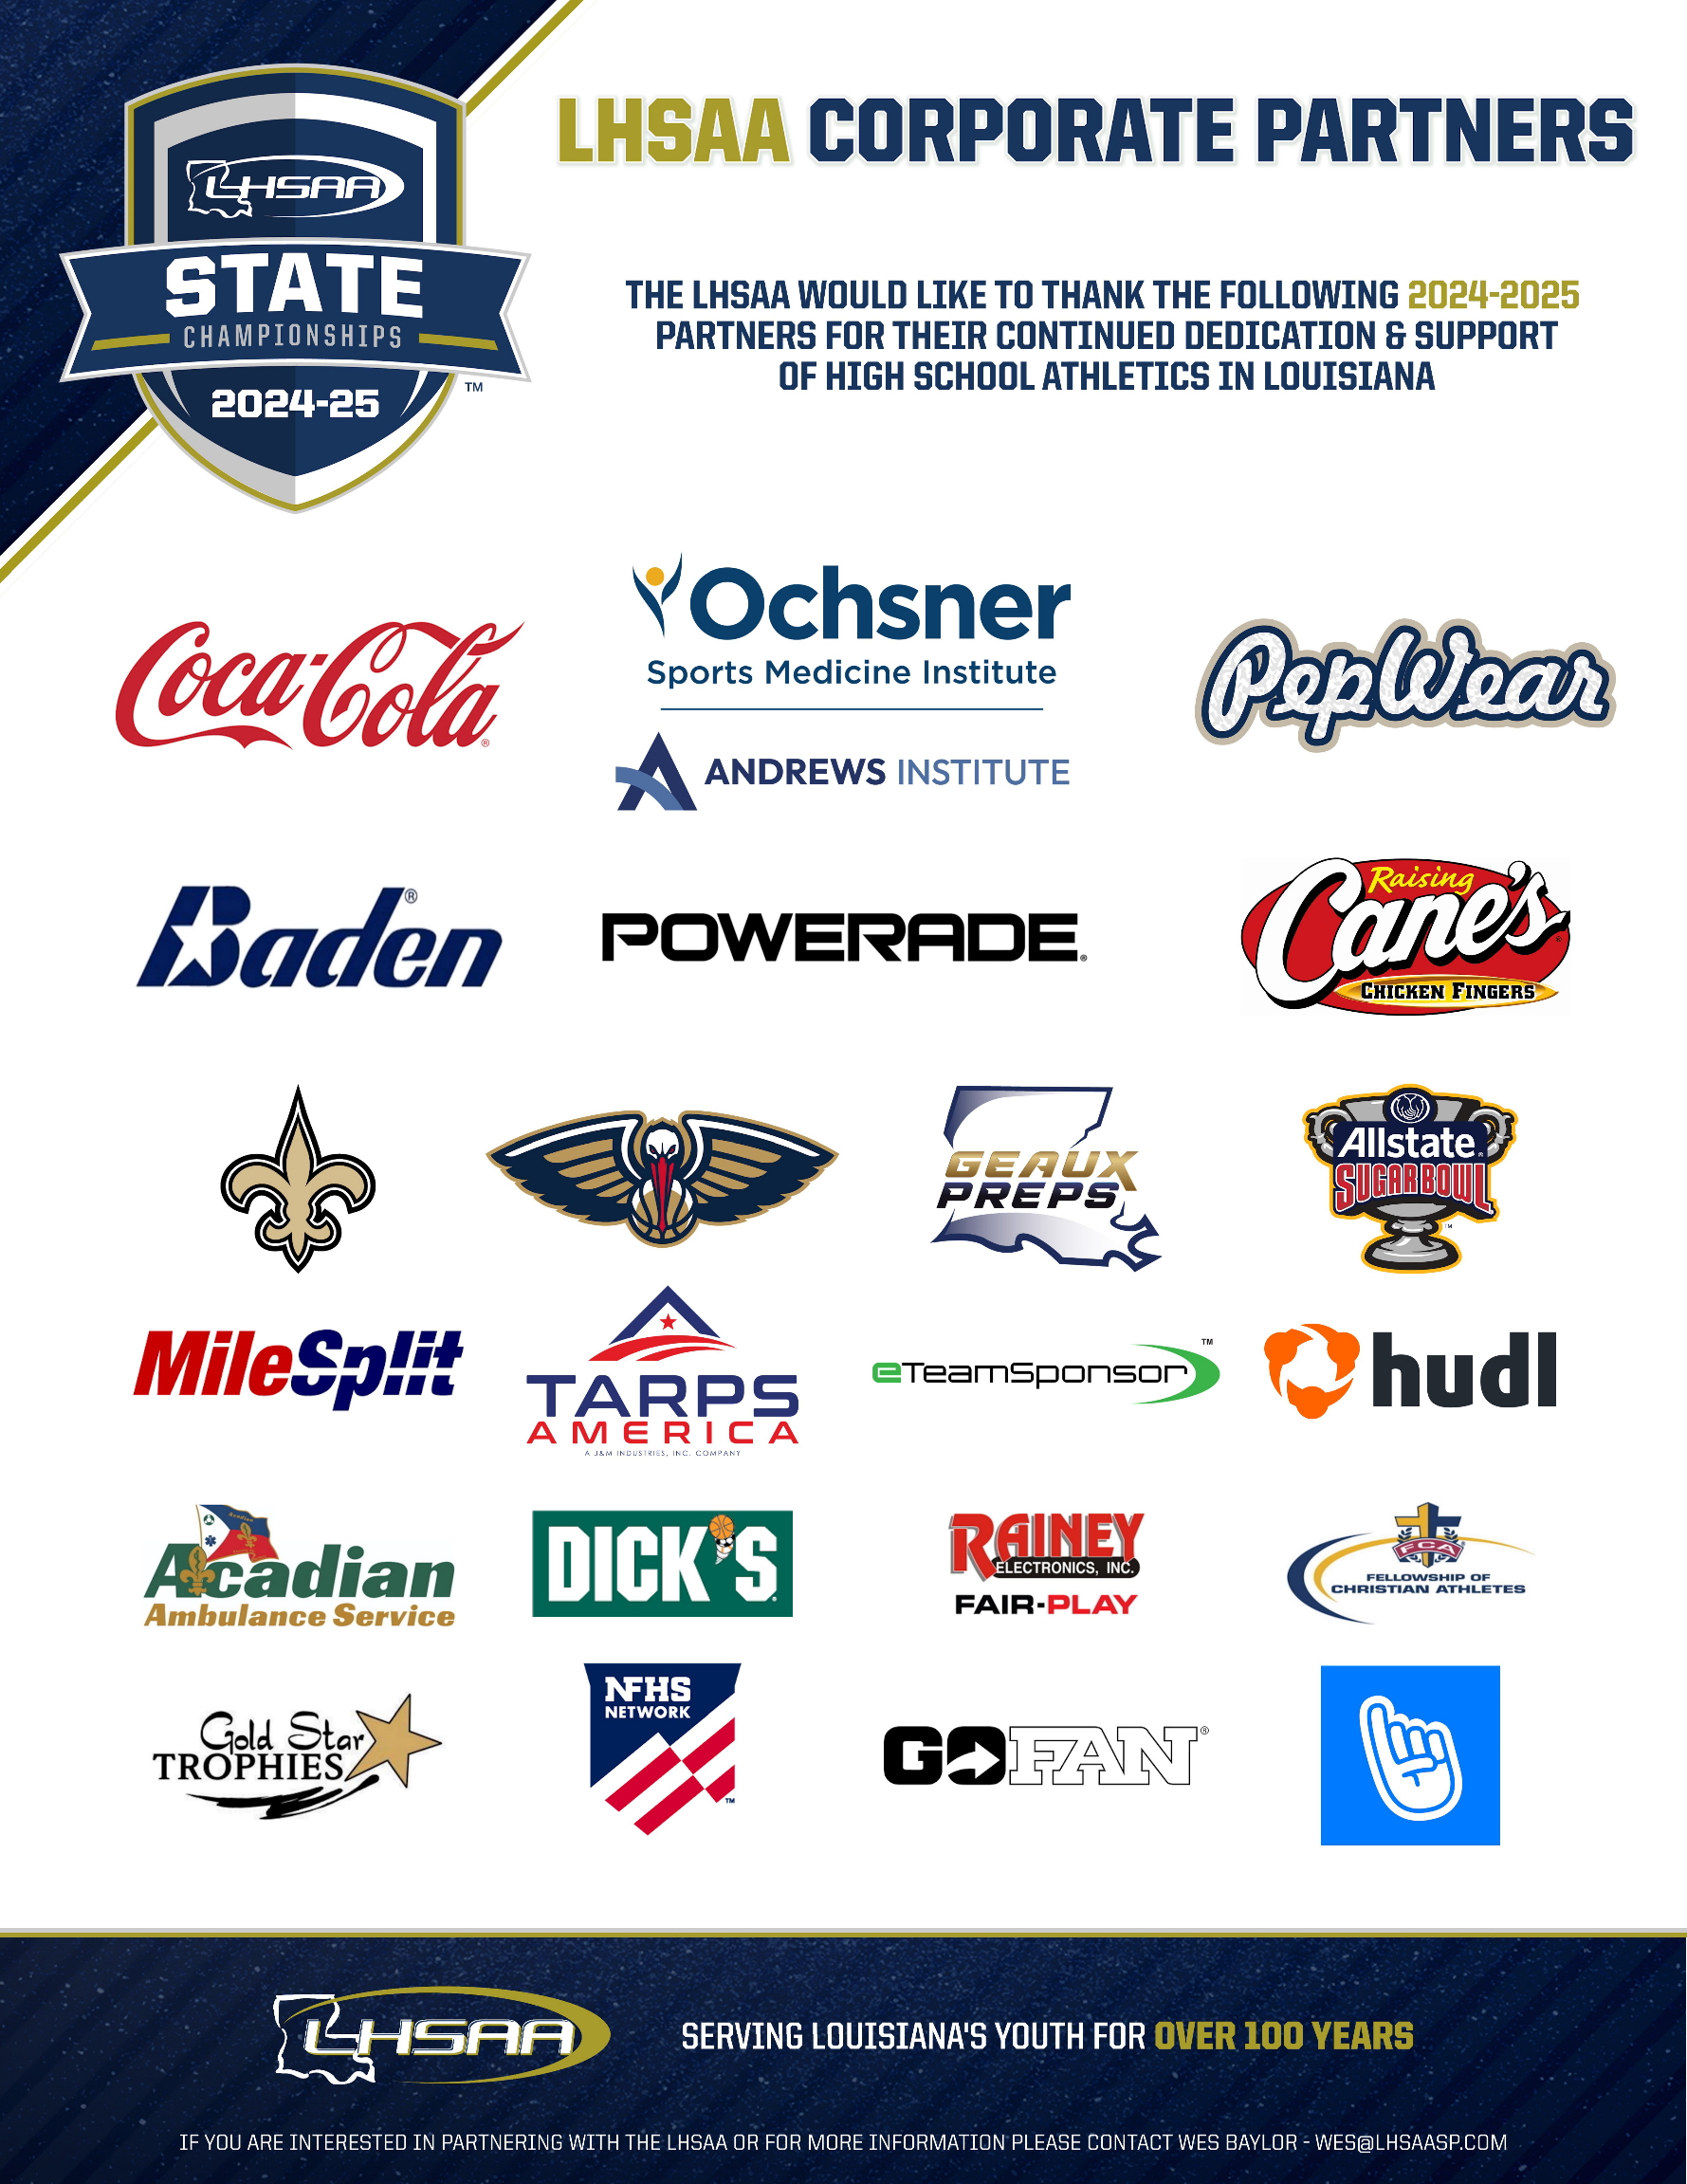 LHSAA
STATE
CHAMPIONSHIPS
2024-25
TM
LHSAA CORPORATE PARTNERS
THE LHSAA WOULD LIKE TO THANK THE FOLLOWING 2024-2025
PARTNERS FOR THEIR CONTINUED DEDICATION & SUPPORT
OF HIGH SCHOOL ATHLETICS IN LOUISIANA
Coca-Cola®
Ochsner
Sports Medicine Institute
ANDREWS INSTITUTE
PepWear
Baden®
POWERADE®
Raising
Cane's
CHICKEN FINGERS
GEAUX
PREPS
Allstate®
SUGAR BOWL
TM
MileSplit
TARPS
AMERICA
A J&M INDUSTRIES, INC. COMPANY
eTeamSponsor TM
hudl
Acadian
Acadian
Ambulance Service
DICK'S
RAINEY
ELECTRONICS, INC.
FAIR-PLAY
FCA
FELLOWSHIP OF
CHRISTIAN ATHLETES
Gold Star
TROPHIES
NFHS
NETWORK
TM
GOFAN®
LHSAA
SERVING LOUISIANA'S YOUTH FOR OVER 100 YEARS
IF YOU ARE INTERESTED IN PARTNERING WITH THE LHSAA OR FOR MORE INFORMATION PLEASE CONTACT WES BAYLOR - WES@LHSAASP.COM